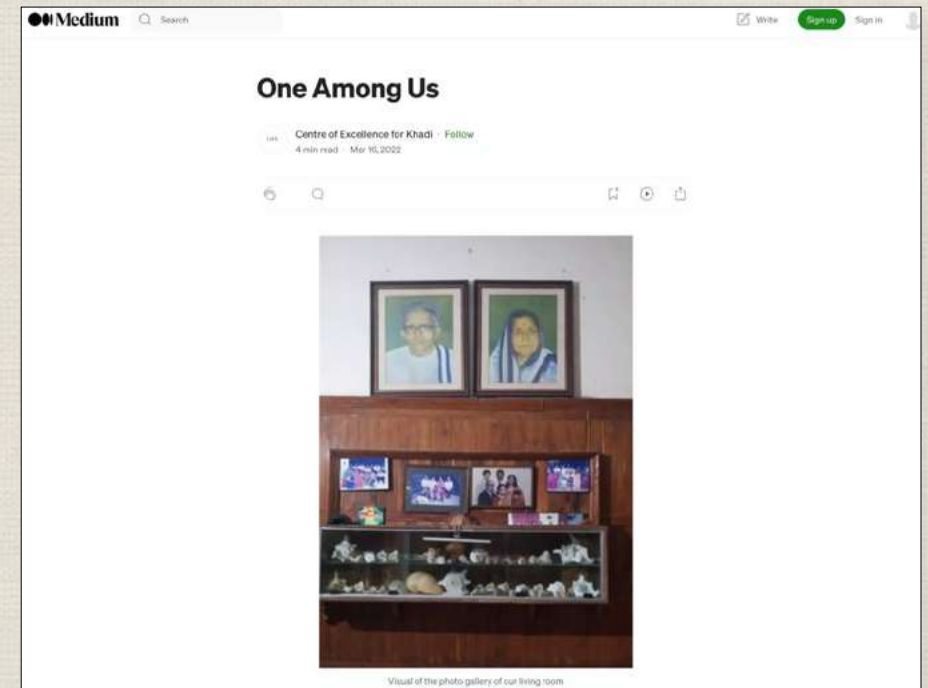 Medium
Search
Write
Sign up
Sign in
One Among Us
Centre of Excellence for Khadi · Follow
4 min read · Mar 10, 2022
Visual of the photo gallery of our living room